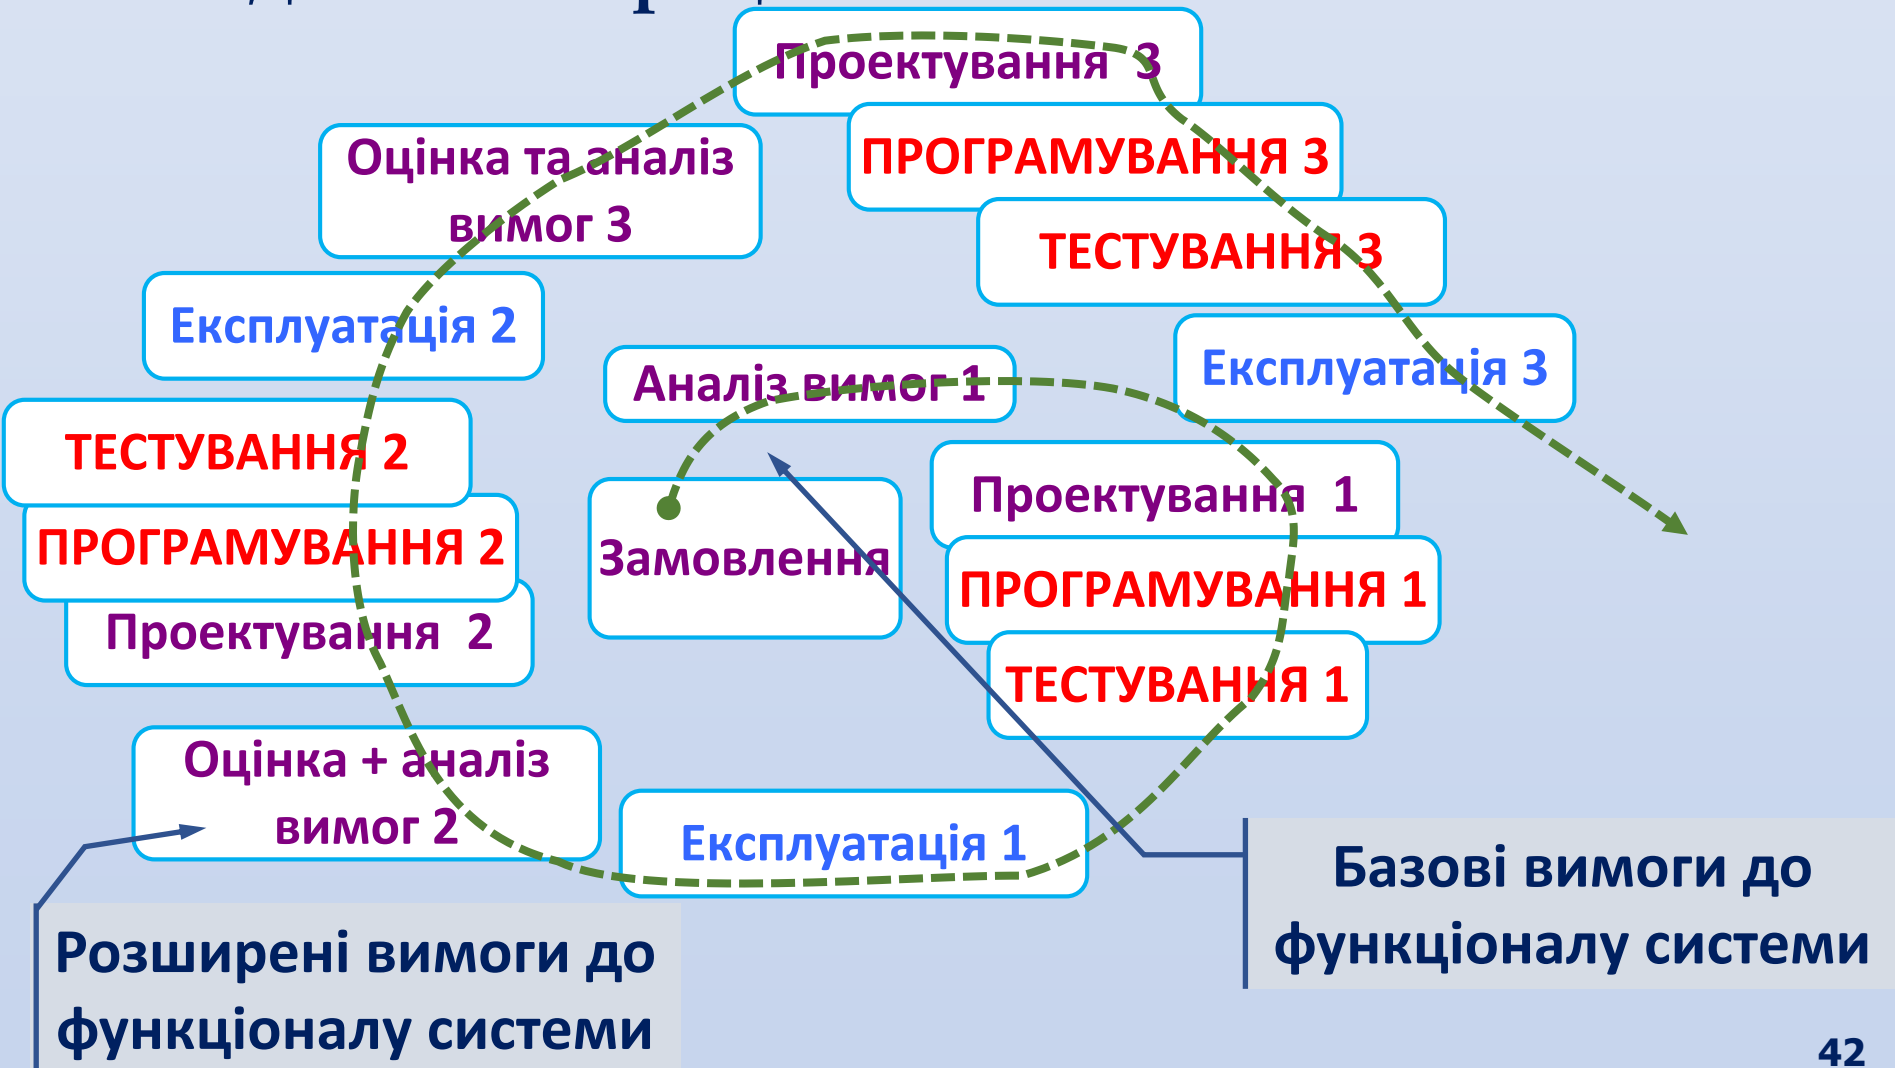 Проектування 3
ПРОГРАМУВАННЯ 3
Оцінка та аналіз
вимог 3
ТЕСТУВАННЯ 3
Експлуатація 2
Експлуатація 3
Аналіз вимог 1
ТЕСТУВАННЯ 2
Проектування 1
ПРОГРАМУВАННЯ 2
Замовлення
ПРОГРАМУВАННЯ 1
Проектування 2
ТЕСТУВАННЯ 1
Оцінка + аналіз
вимог 2
Експлуатація 1
Базові вимоги до
функціоналу системи
Розширені вимоги до
функціоналу системи
42